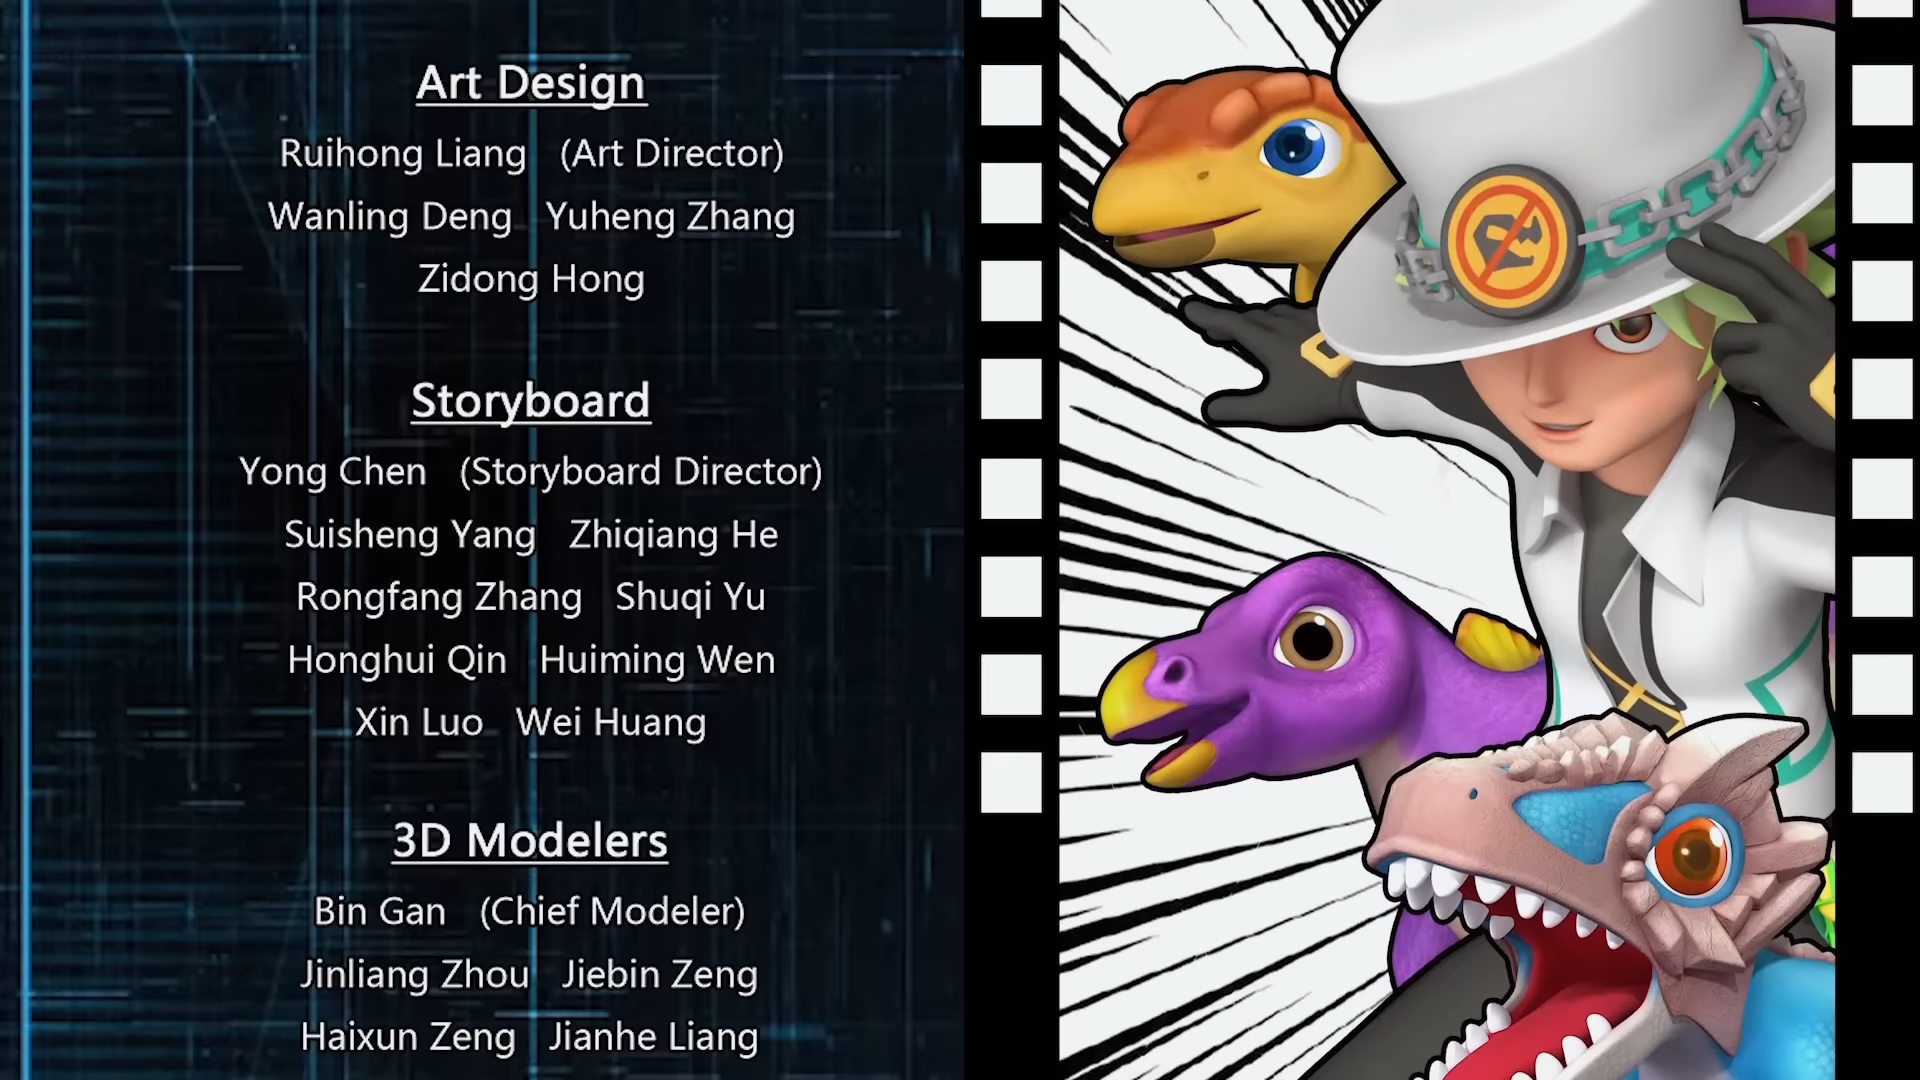 Art Design
Ruihong Liang (Art Director)
Wanling Deng Yuheng Zhang
Zidong Hong
Storyboard
Yong Chen (Storyboard Director)
Suisheng Yang Zhiqiang He
Rongfang Zhang Shuqi Yu
Honghui Qin Huiming Wen
Xin Luo Wei Huang
3D Modelers
Bin Gan (Chief Modeler)
Jinliang Zhou Jiebin Zeng
Haixun Zeng Jianhe Liang